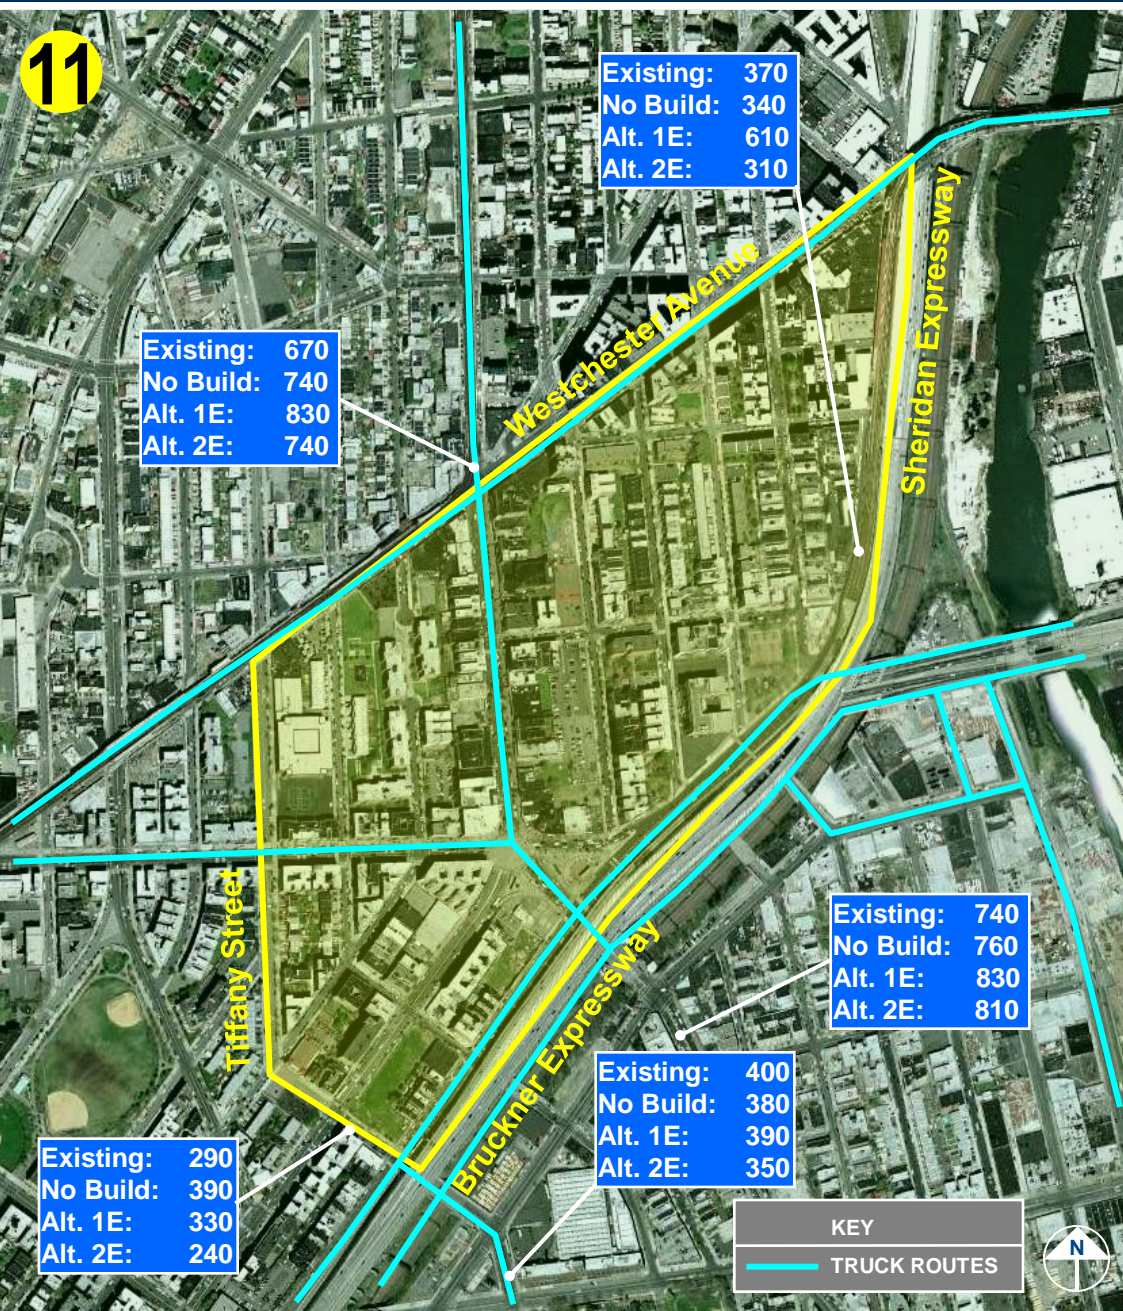 11
Existing: 370
No Build: 340
Alt. 1E: 610
Alt. 2E: 310
Westchester Avenue
Sheridan Expressway
Existing: 670
No Build: 740
Alt. 1E: 830
Alt. 2E: 740
Tiffany Street
Bruckner Expressway
Existing: 740
No Build: 760
Alt. 1E: 830
Alt. 2E: 810
Existing: 400
No Build: 380
Alt. 1E: 390
Alt. 2E: 350
Existing: 290
No Build: 390
Alt. 1E: 330
Alt. 2E: 240
KEY
TRUCK ROUTES
N